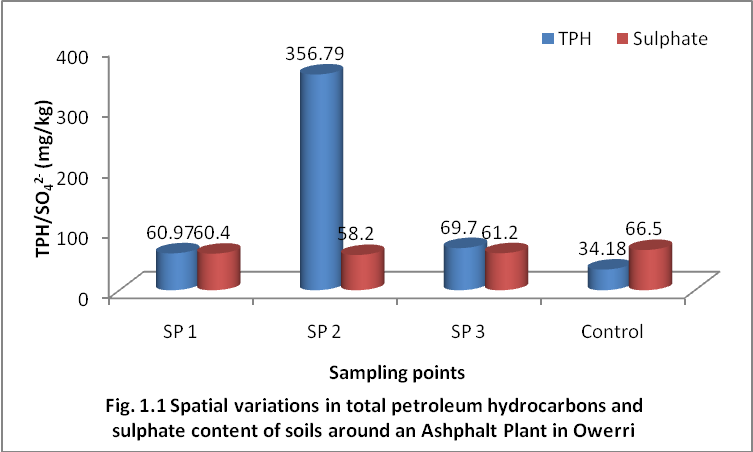 TPH Sulphate
TPH/SO₄²⁻ (mg/kg)
400
300
200
100
0
60.97 60.4
356.79
58.2
69.7
61.2
34.18
66.5
SP 1 SP 2 SP 3 Control
Sampling points
Fig. 1.1 Spatial variations in total petroleum hydrocarbons and
sulphate content of soils around an Ashphalt Plant in Owerri